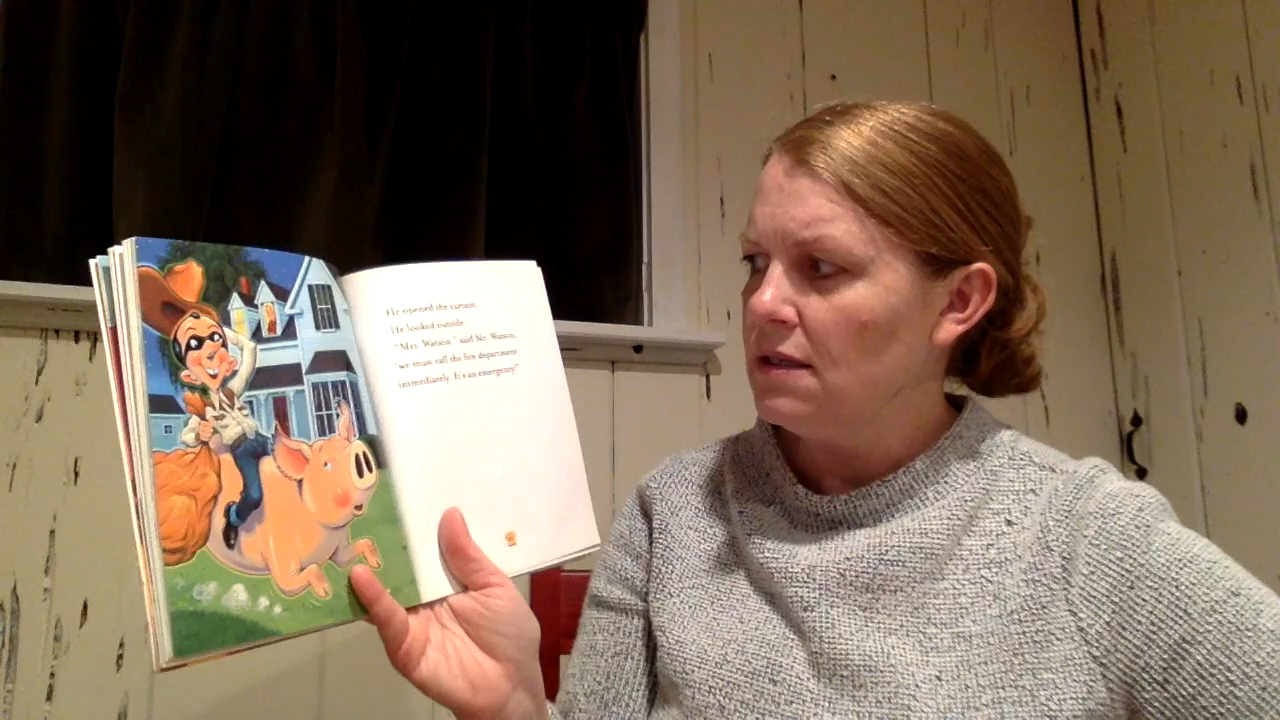 He opened the curtain.
He looked outside.
"Mrs. Watson," said Mr. Watson,
"we must call the fire department
immediately. It's an emergency!"